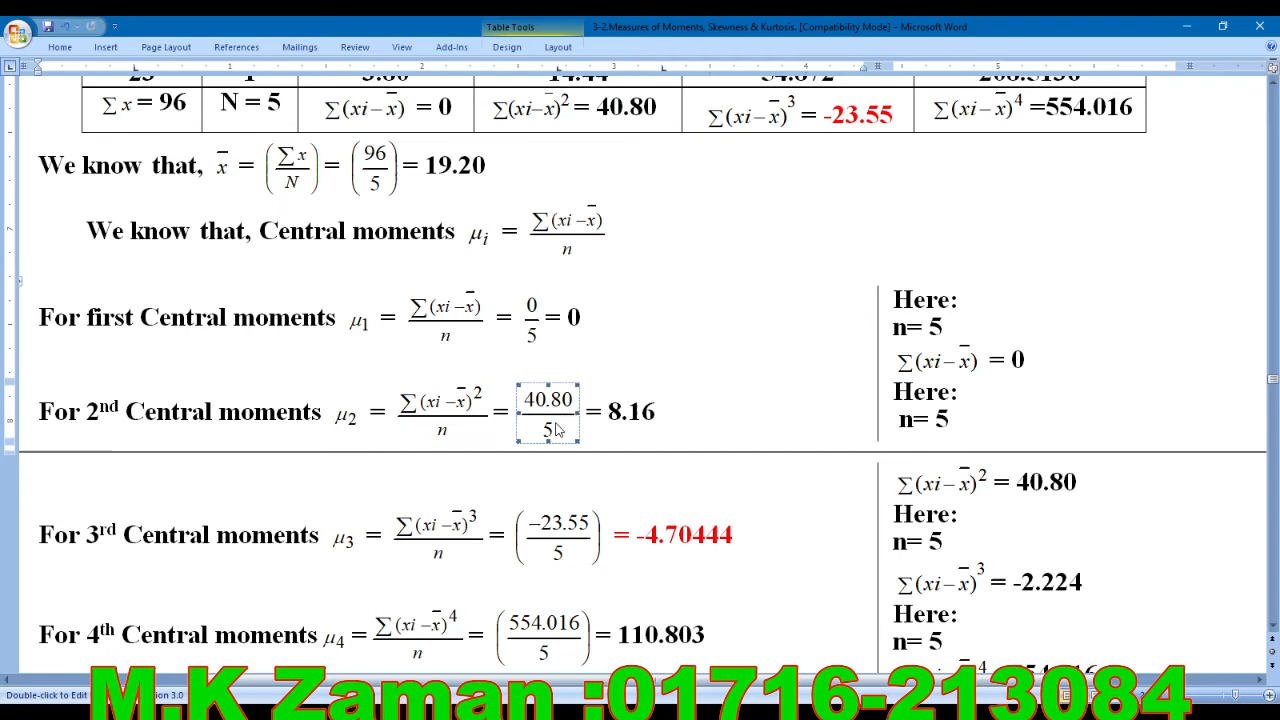 Table Tools
3-2.Measures of Moments, Skewness & Kurtosis. [Compatibility Mode] - Microsoft Word
Home Insert Page Layout References Mailings Review View Add-Ins Design Layout
1 2 3 4 5
∑ x = 96 N = 5 ∑(xi− x̄) = 0 ∑(xi− x̄)² = 40.80 ∑(xi− x̄)³ = -23.55 ∑(xi− x̄)⁴ =554.016
We know that, x̄ = (∑ x / N) = (96 / 5) = 19.20
We know that, Central moments μi = ∑(xi − x̄) / n
For first Central moments μ1 = ∑(xi − x̄) / n = 0 / 5 = 0
Here:
n= 5
∑(xi− x̄) = 0
Here:
n= 5
For 2nd Central moments μ2 = ∑(xi − x̄)² / n = 40.80 / 5 = 8.16
∑(xi− x̄)² = 40.80
Here:
n= 5
For 3rd Central moments μ3 = ∑(xi − x̄)³ / n = (−23.55 / 5) = -4.70444
∑(xi− x̄)³ = -2.224
Here:
n= 5
For 4th Central moments μ4 = ∑(xi − x̄)⁴ / n = (554.016 / 5) = 110.803
Double-click to Edit
M.K Zaman :01716-213084